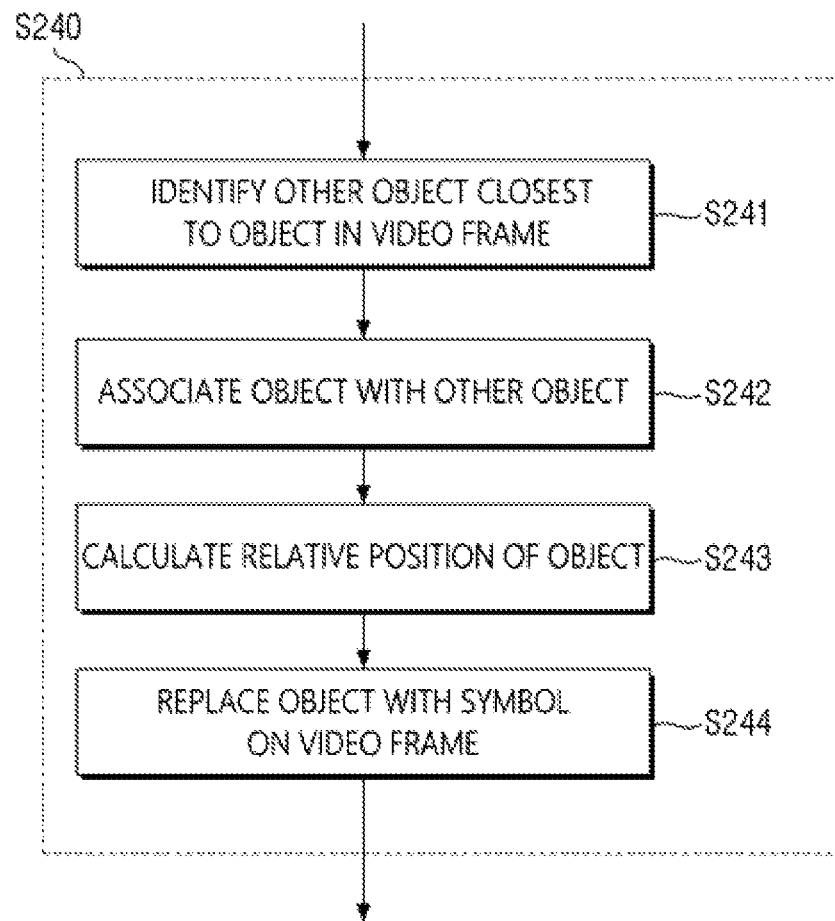 S240
IDENTIFY OTHER OBJECT CLOSEST
TO OBJECT IN VIDEO FRAME
S241
ASSOCIATE OBJECT WITH OTHER OBJECT
S242
CALCULATE RELATIVE POSITION OF OBJECT
S243
REPLACE OBJECT WITH SYMBOL
ON VIDEO FRAME
S244